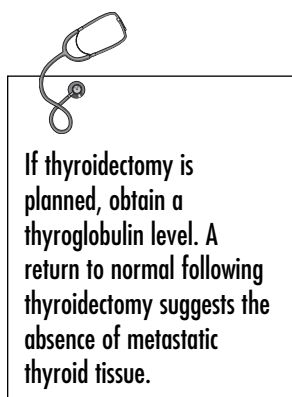 If thyroidectomy is
planned, obtain a
thyroglobulin level. A
return to normal following
thyroidectomy suggests the
absence of metastatic
thyroid tissue.